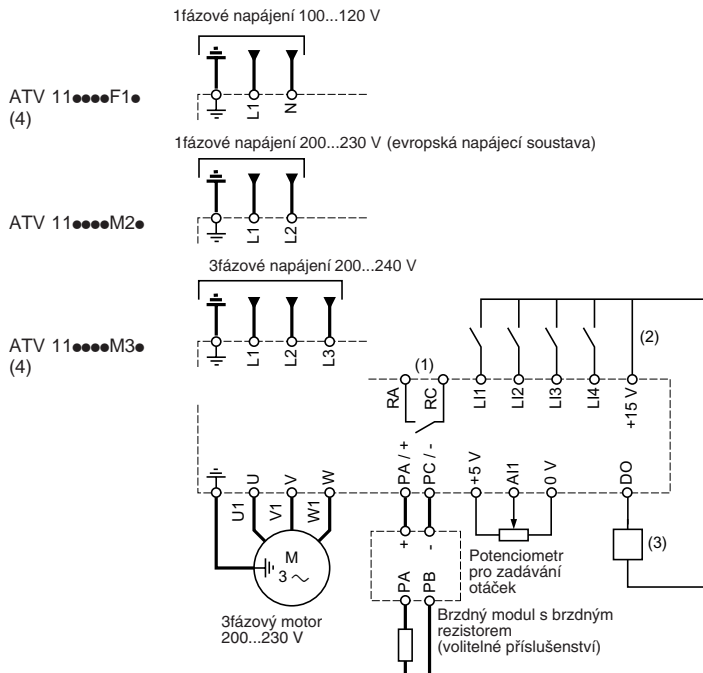 1fázové napájení 100...120 V
ATV 11●●●●F1●
(4)
L1
N
1fázové napájení 200...230 V (evropská napájecí soustava)
ATV 11●●●●M2●
L1
L2
3fázové napájení 200...240 V
ATV 11●●●●M3●
(4)
L1
L2
L3
(1)
(2)
RA
RC
LI1
LI2
LI3
LI4
+15 V
U
V
W
PA / +
PC / -
+5 V
AI1
0 V
DO
U1
V1
W1
M
3 ~
+
-
(3)
Potenciometr
pro zadávání
otáček
PA
PB
3fázový motor
200...230 V
Brzdný modul s brzdným
rezistorem
(volitelné příslušenství)